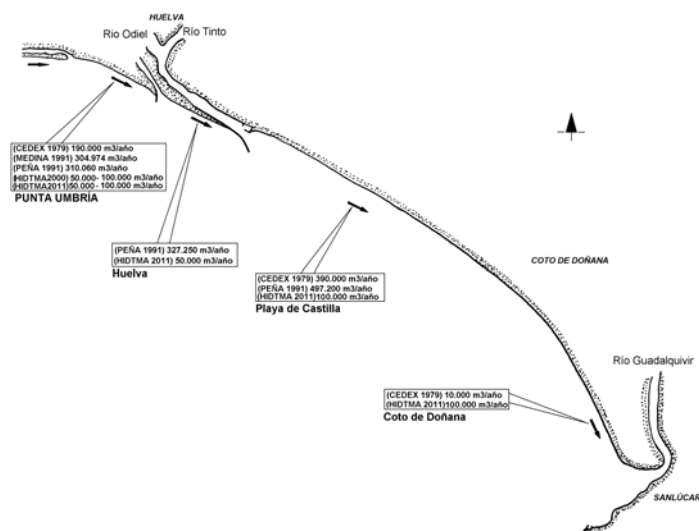 HUELVA
Rio Odiel
Río Tinto
(CEDEX 1979) 190.000 m3/año
(MEDINA 1991) 304.974 m3/año
(PEÑA 1991) 310.060 m3/año
(HIDTMA2000) 50.000- 100.000 m3/año
(HIDTMA2011) 50.000 - 100.000 m3/año
PUNTA UMBRÍA
(PEÑA 1991) 327.250 m3/año
(HIDTMA 2011) 50.000 m3/año
Huelva
(CEDEX 1979) 390.000 m3/año
(PEÑA 1991) 497.200 m3/año
(HIDTMA 2011)100.000 m3/año
Playa de Castilla
COTO DE DOÑANA
Río Guadalquivir
(CEDEX 1979) 10.000 m3/año
(HIDTMA 2011)100.000 m3/año
Coto de Doñana
SANLÚCAR